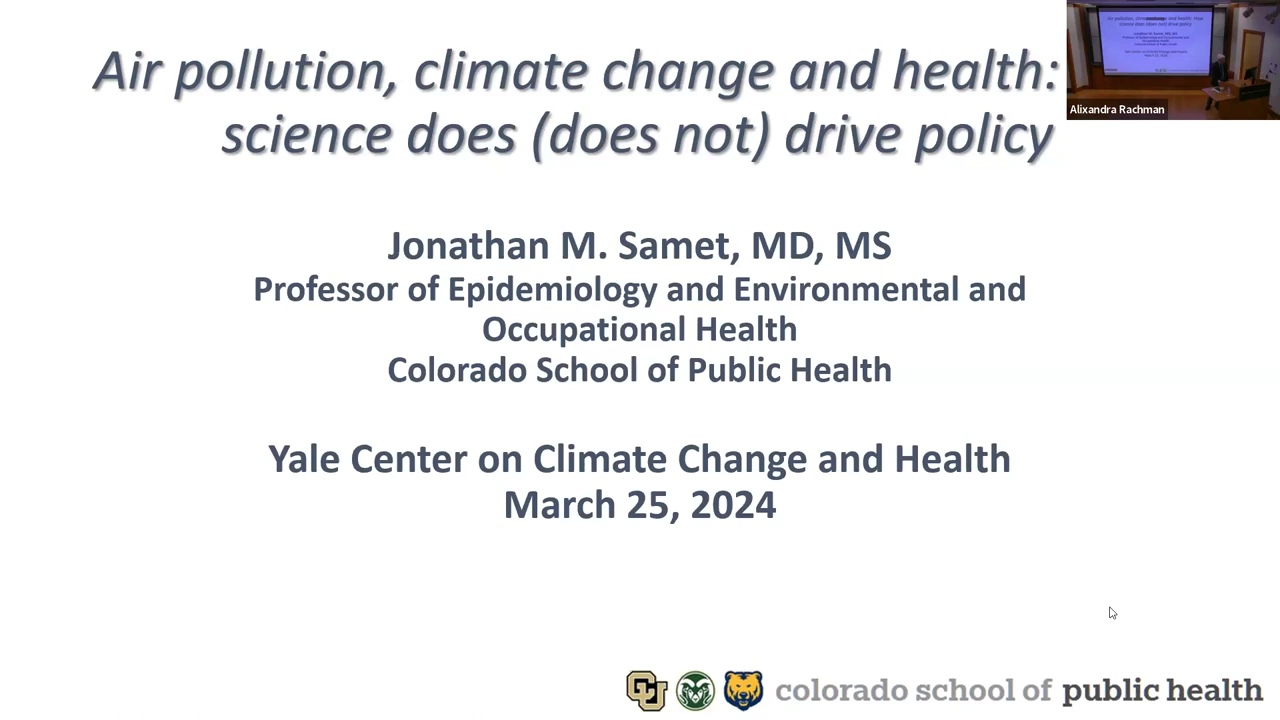 Air pollution, climate change and health:
science does (does not) drive policy
Alixandra Rachman
Jonathan M. Samet, MD, MS
Professor of Epidemiology and Environmental and
Occupational Health
Colorado School of Public Health
Yale Center on Climate Change and Health
March 25, 2024
CU
colorado school of public health